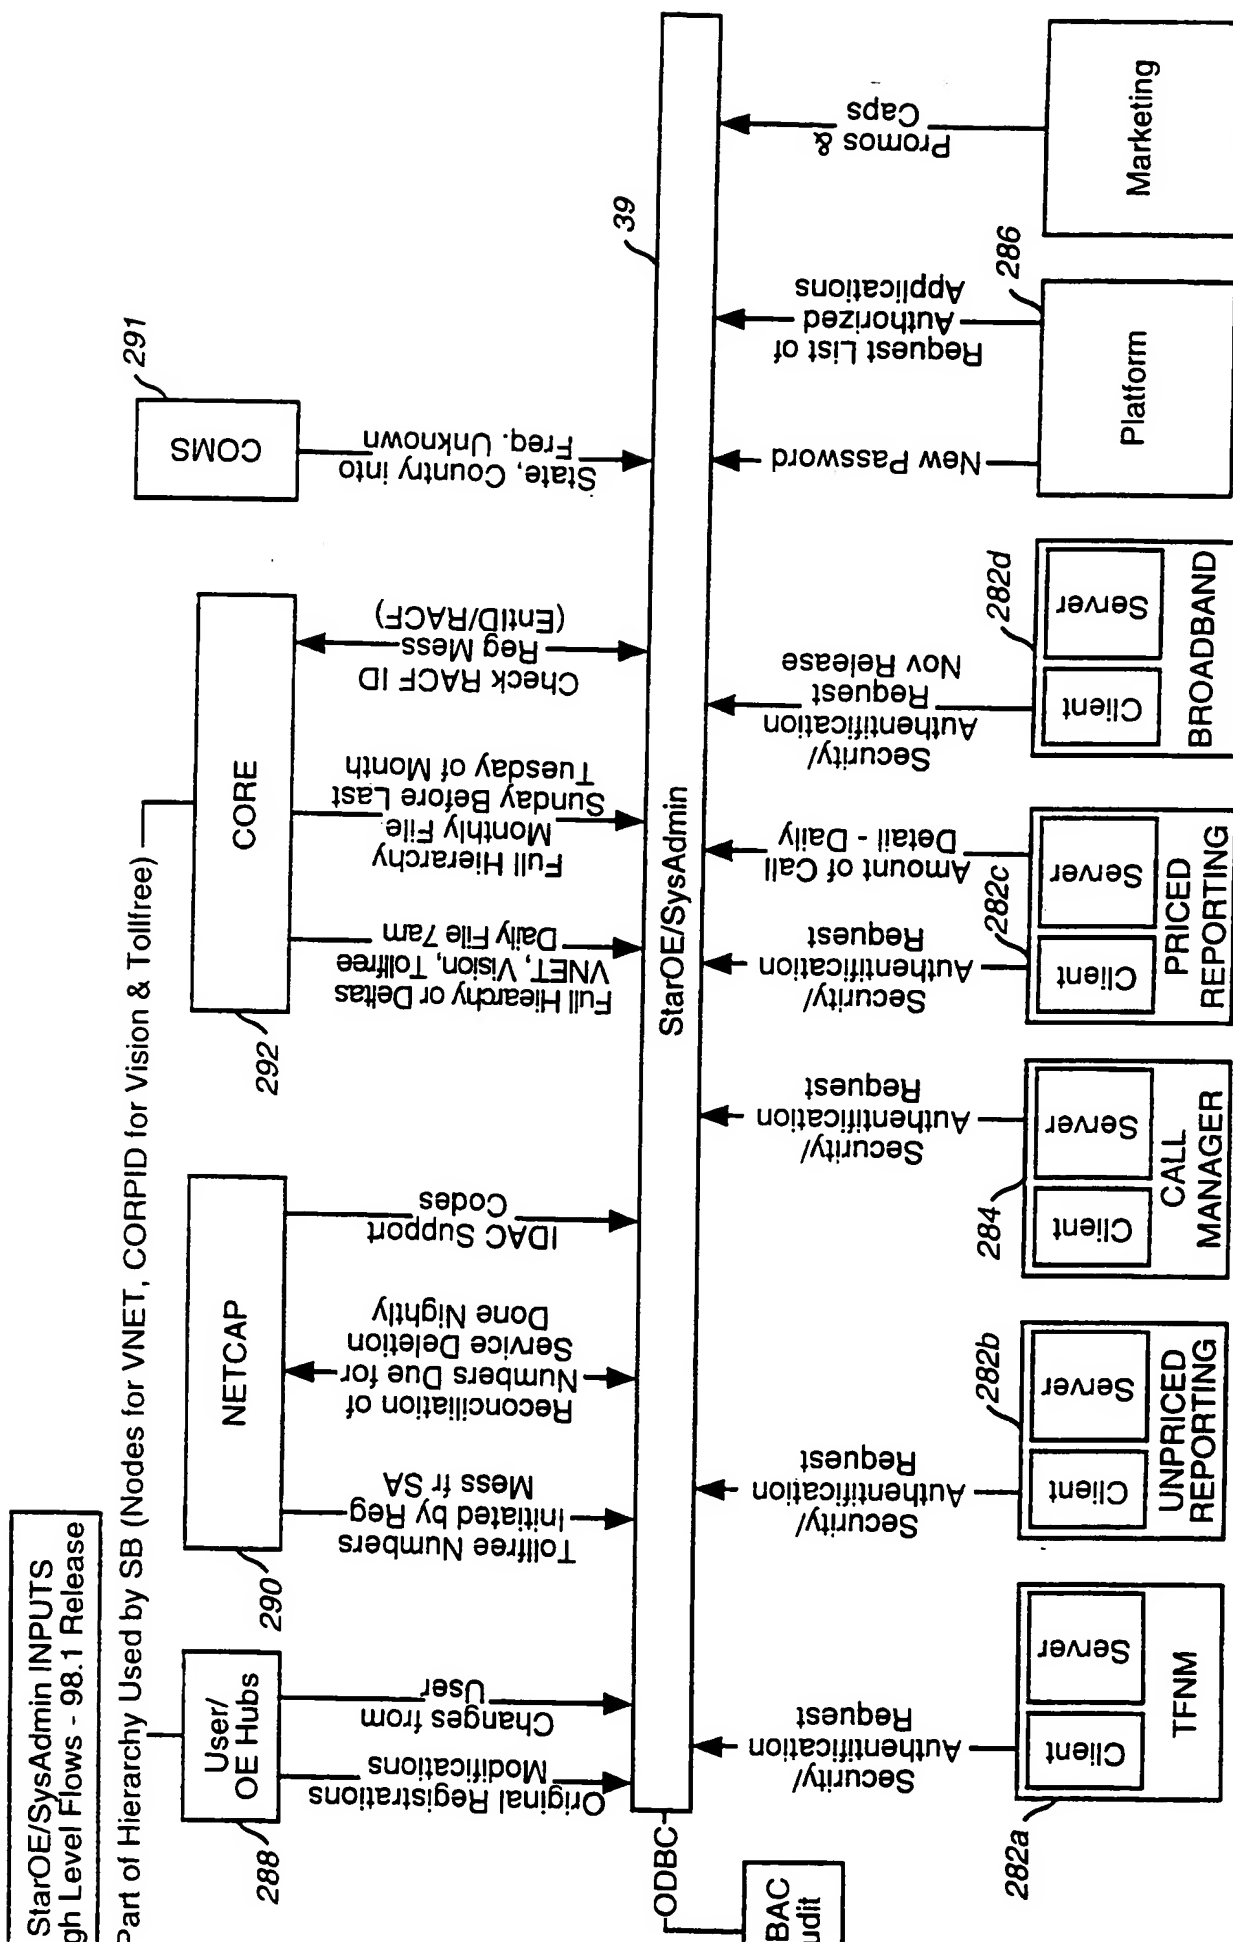 StarOE/SysAdmin INPUTS
gh Level Flows - 98.1 Release
Part of Hierarchy Used by SB (Nodes for VNET, CORPID for Vision & Tollfree)
User/
OE Hubs
288
NETCAP
290
CORE
292
COMS
291
Original Registrations
Modifications
Changes from
User
Tollfree Numbers
Initiated by Reg
Mess fr SA
Reconciliation of
Numbers Due for
Service Deletion
Done Nightly
IDAC Support
Codes
Full Hiearchy or Deltas
VNET, Vision, Tollfree
Daily File 7am
Full Hierarchy
Monthly File
Sunday Before Last
Tuesday of Month
Check RACF ID
Reg Mess
(EntID/RACF)
State, Country into
Freq. Unknown
39
StarOE/SysAdmin
ODBC
BAC
udit
Security/
Authentification
Request
Security/
Authentification
Request
Security/
Authentification
Request
Security/
Authentification
Request
Amount of Call
Detail - Daily
Security/
Authentification
Request
Nov Release
New Password
Request List of
Authorized
Applications
Promos &
Caps
282a
Client
Server
TFNM
282b
Client
Server
UNPRICED
REPORTING
284
Client
Server
CALL
MANAGER
282c
Client
Server
PRICED
REPORTING
282d
Client
Server
BROADBAND
286
Platform
Marketing